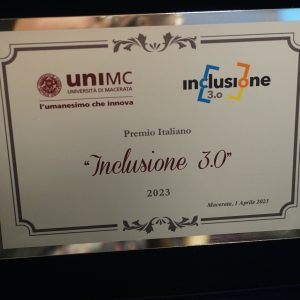 uniMC
UNIVERSITÀ DI MACERATA
l'umanesimo che innova
inclusione
3.0
Premio Italiano
"Inclusione 3.0"
2023
Macerata, 1 Aprile 2023